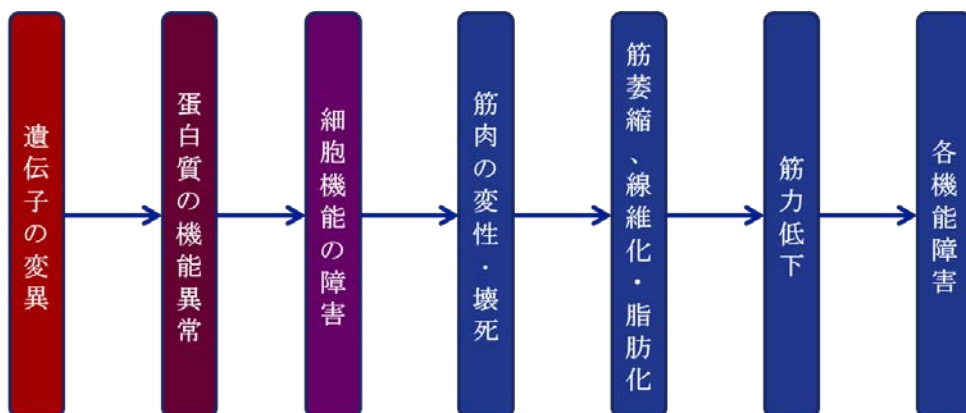 遺伝子の変異
蛋白質の機能異常
細胞機能の障害
筋肉の変性・壊死
筋萎縮、線維化・脂肪化
筋力低下
各機能障害